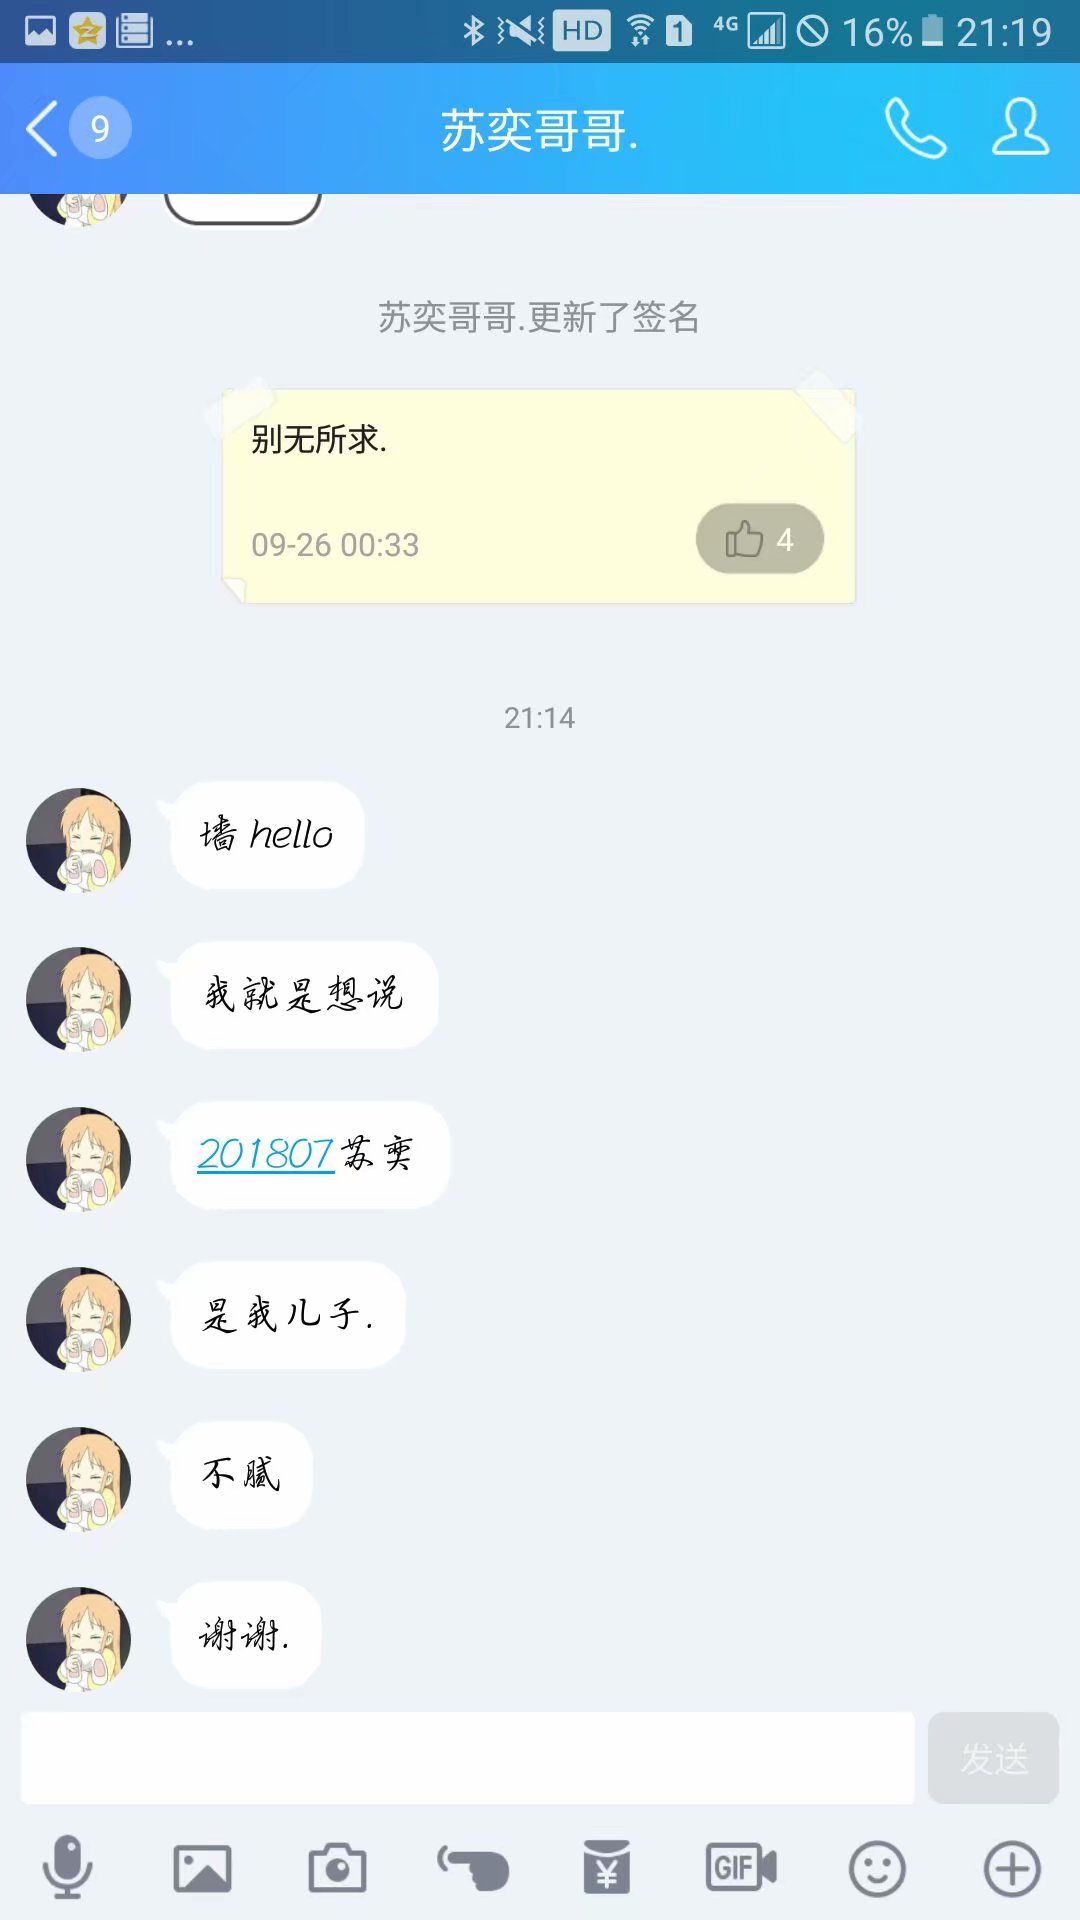 HD 1 4G 16% 21:19
9 苏奕哥哥.
苏奕哥哥.更新了签名
别无所求.
09-26 00:33 4
21:14
墙 hello
我就是想说
201807苏奕
是我儿子.
不腻
谢谢.
发送
GIF